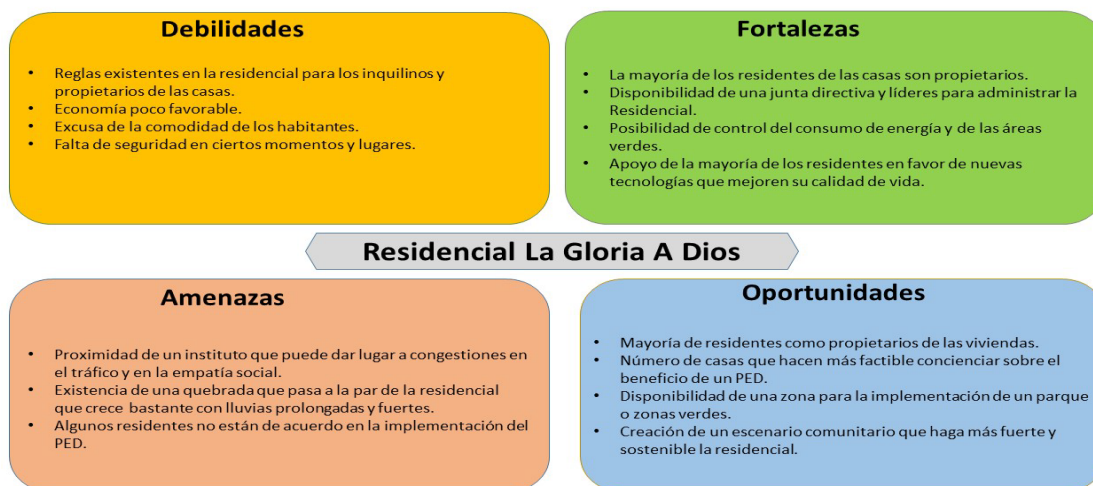 Debilidades
• Reglas existentes en la residencial para los inquilinos y
propietarios de las casas.
• Economía poco favorable.
• Excusa de la comodidad de los habitantes.
• Falta de seguridad en ciertos momentos y lugares.
Fortalezas
• La mayoría de los residentes de las casas son propietarios.
• Disponibilidad de una junta directiva y líderes para administrar la
Residencial.
• Posibilidad de control del consumo de energía y de las áreas
verdes.
• Apoyo de la mayoría de los residentes en favor de nuevas
tecnologías que mejoren su calidad de vida.
Residencial La Gloria A Dios
Amenazas
• Proximidad de un instituto que puede dar lugar a congestiones en
el tráfico y en la empatía social.
• Existencia de una quebrada que pasa a la par de la residencial
que crece bastante con lluvias prolongadas y fuertes.
• Algunos residentes no están de acuerdo en la implementación del
PED.
Oportunidades
• Mayoría de residentes como propietarios de las viviendas.
• Número de casas que hacen más factible concienciar sobre el
beneficio de un PED.
• Disponibilidad de una zona para la implementación de un parque
o zonas verdes.
• Creación de un escenario comunitario que haga más fuerte y
sostenible la residencial.